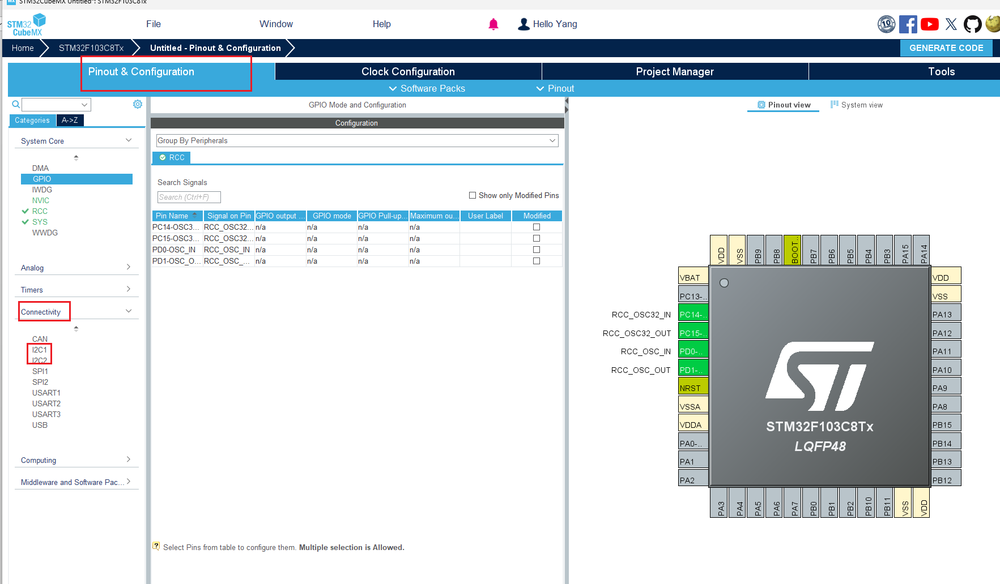 STM32CubeMX Untitled*: STM32F103C8Tx
STM32
CubeMX
File
Window
Help
Hello Yang
Home
STM32F103C8Tx
Untitled - Pinout & Configuration
GENERATE CODE
Pinout & Configuration
Clock Configuration
Project Manager
Tools
Software Packs
Pinout
Categories
A->Z
System Core
DMA
GPIO
IWDG
NVIC
RCC
SYS
WWDG
Analog
Timers
Connectivity
CAN
I2C1
I2C2
SPI1
SPI2
USART1
USART2
USART3
USB
Computing
Middleware and Software Pac...
GPIO Mode and Configuration
Configuration
Group By Peripherals
RCC
Search Signals
Search (Ctrl+F)
Show only Modified Pins
Pin Name Signal on Pin GPIO output ... GPIO mode GPIO Pull-up... Maximum ou... User Label Modified
PC14-OSC3... RCC_OSC32... n/a n/a n/a n/a
PC15-OSC3... RCC_OSC32... n/a n/a n/a n/a
PD0-OSC_IN RCC_OSC_IN n/a n/a n/a n/a
PD1-OSC_O... RCC_OSC_... n/a n/a n/a n/a
Select Pins from table to configure them. Multiple selection is Allowed.
Pinout view
System view
VDD
VSS
PB9
PB8
BOOT..
PB7
PB6
PB5
PB4
PB3
PA15
PA14
VBAT
PC13-..
RCC_OSC32_IN PC14-..
RCC_OSC32_OUT PC15-..
RCC_OSC_IN PD0-..
RCC_OSC_OUT PD1-..
NRST
VSSA
VDDA
PA0-..
PA1
PA2
ST
STM32F103C8Tx
LQFP48
VDD
VSS
PA13
PA12
PA11
PA10
PA9
PA8
PB15
PB14
PB13
PB12
PA3
PA4
PA5
PA6
PA7
PB0
PB1
PB2
PB10
PB11
VSS
VDD